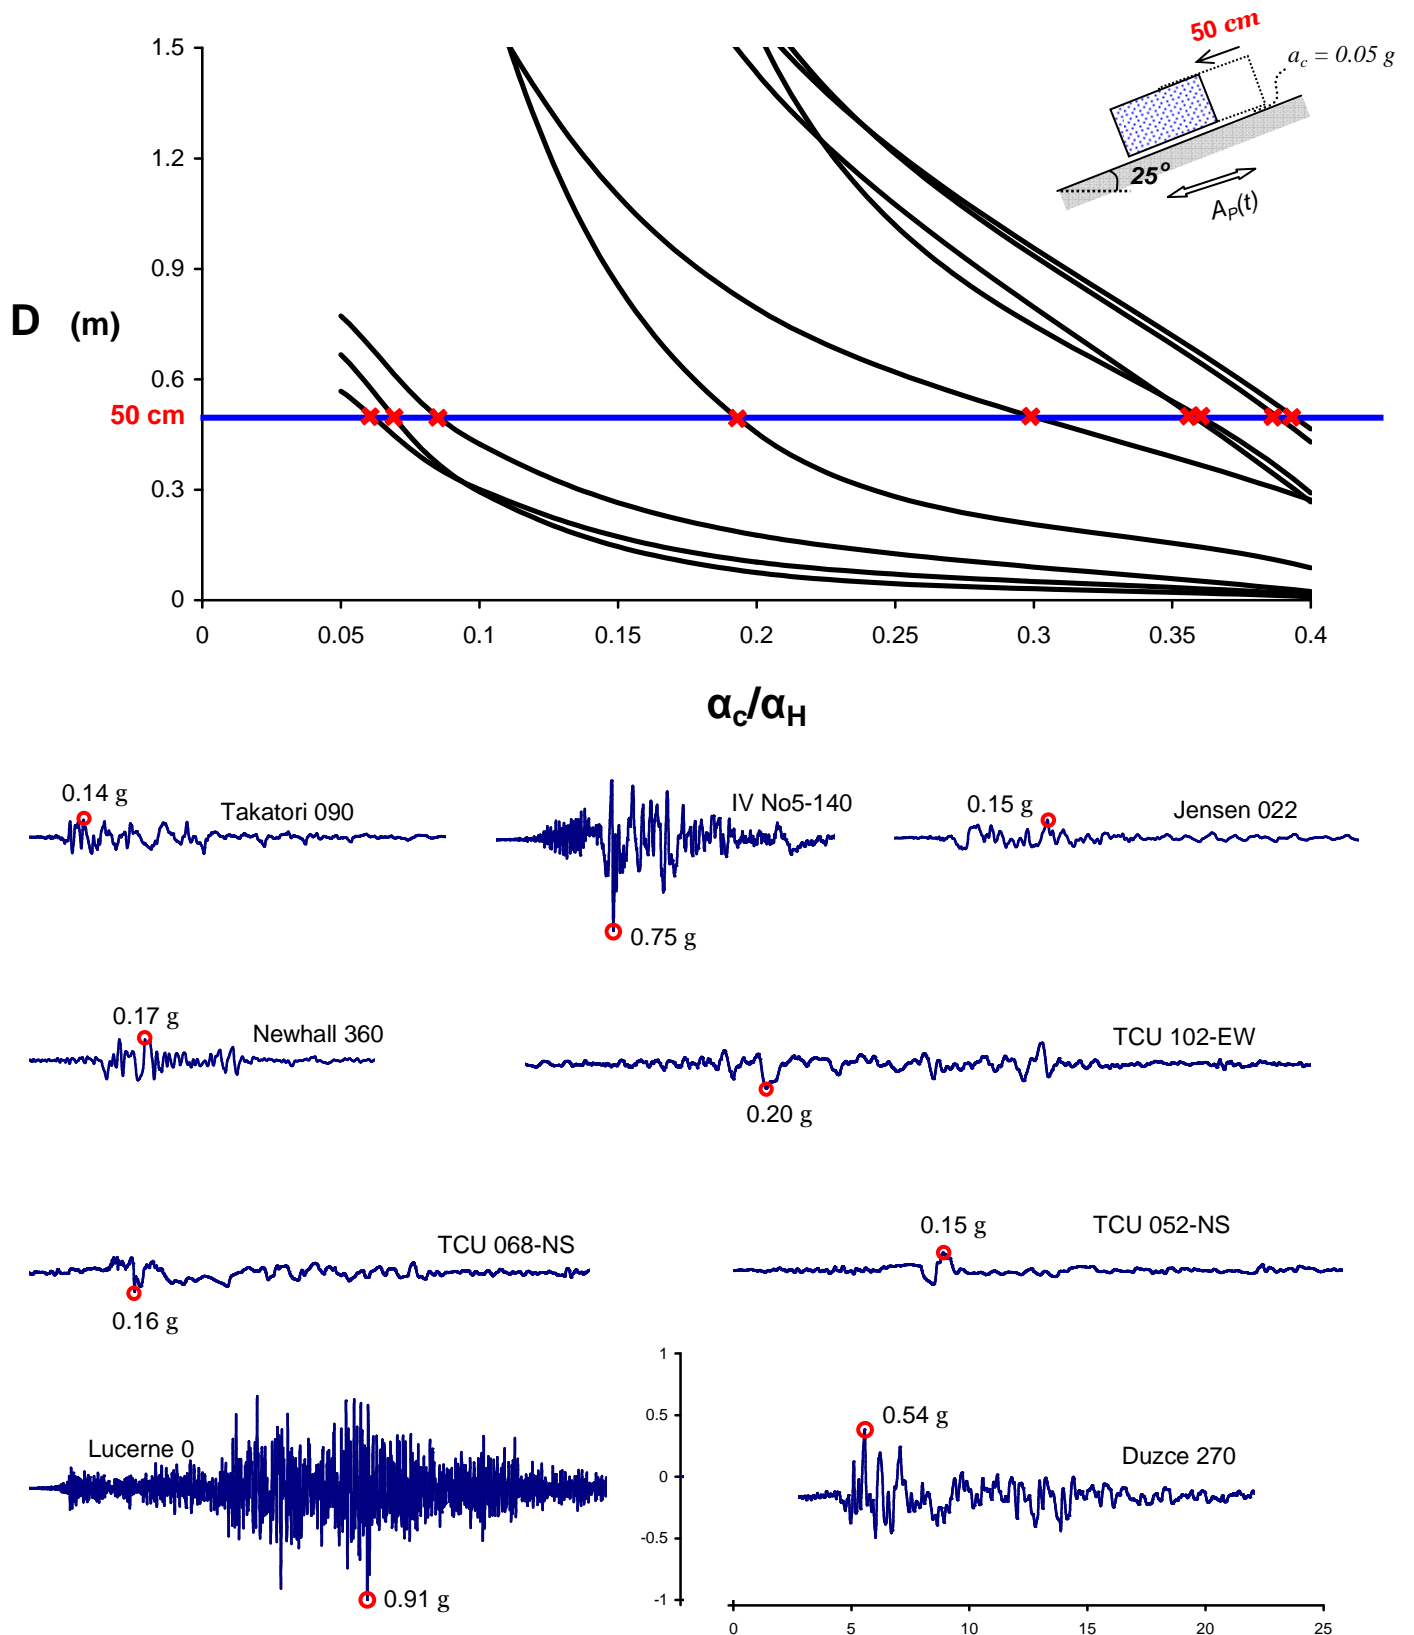 50 cm
a_c = 0.05 g
25°
A_P(t)
D (m)
1.5
1.2
0.9
0.6
50 cm
0.3
0
0 0.05 0.1 0.15 0.2 0.25 0.3 0.35 0.4
α_c/α_H
0.14 g
Takatori 090
IV No5-140
0.75 g
0.15 g
Jensen 022
0.17 g
Newhall 360
TCU 102-EW
0.20 g
TCU 068-NS
0.16 g
0.15 g
TCU 052-NS
Lucerne 0
0.91 g
1
0.5
0
-0.5
-1
0.54 g
Duzce 270
0 5 10 15 20 25